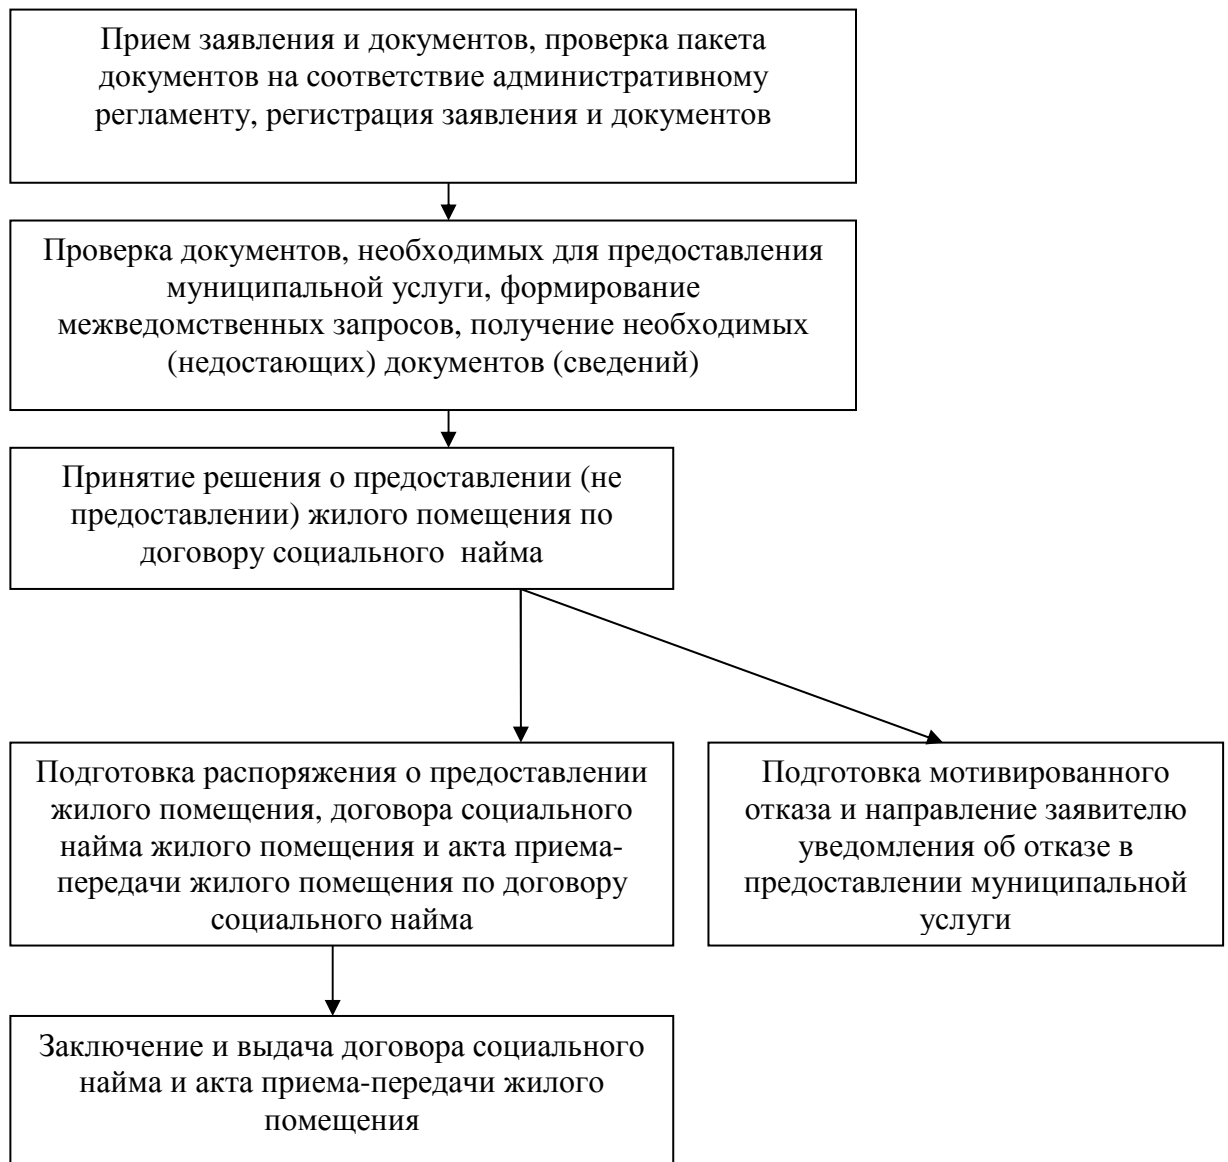 Прием заявления и документов, проверка пакета
документов на соответствие административному
регламенту, регистрация заявления и документов
Проверка документов, необходимых для предоставления
муниципальной услуги, формирование
межведомственных запросов, получение необходимых
(недостающих) документов (сведений)
Принятие решения о предоставлении (не
предоставлении) жилого помещения по
договору социального  найма
Подготовка распоряжения о предоставлении
жилого помещения, договора социального
найма жилого помещения и акта приема-
передачи жилого помещения по договору
социального найма
Подготовка мотивированного
отказа и направление заявителю
уведомления об отказе в
предоставлении муниципальной
услуги
Заключение и выдача договора социального
найма и акта приема-передачи жилого
помещения